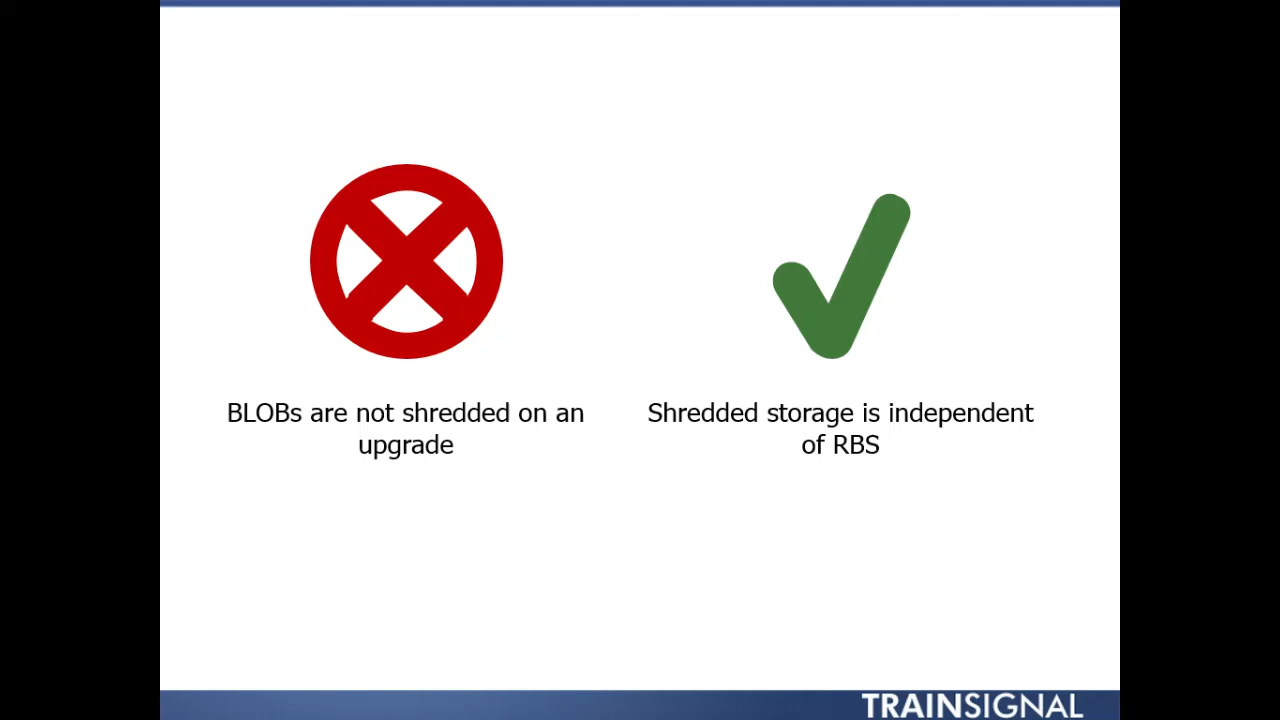 BLOBs are not shredded on an
upgrade
Shredded storage is independent
of RBS
TRAINSIGNAL